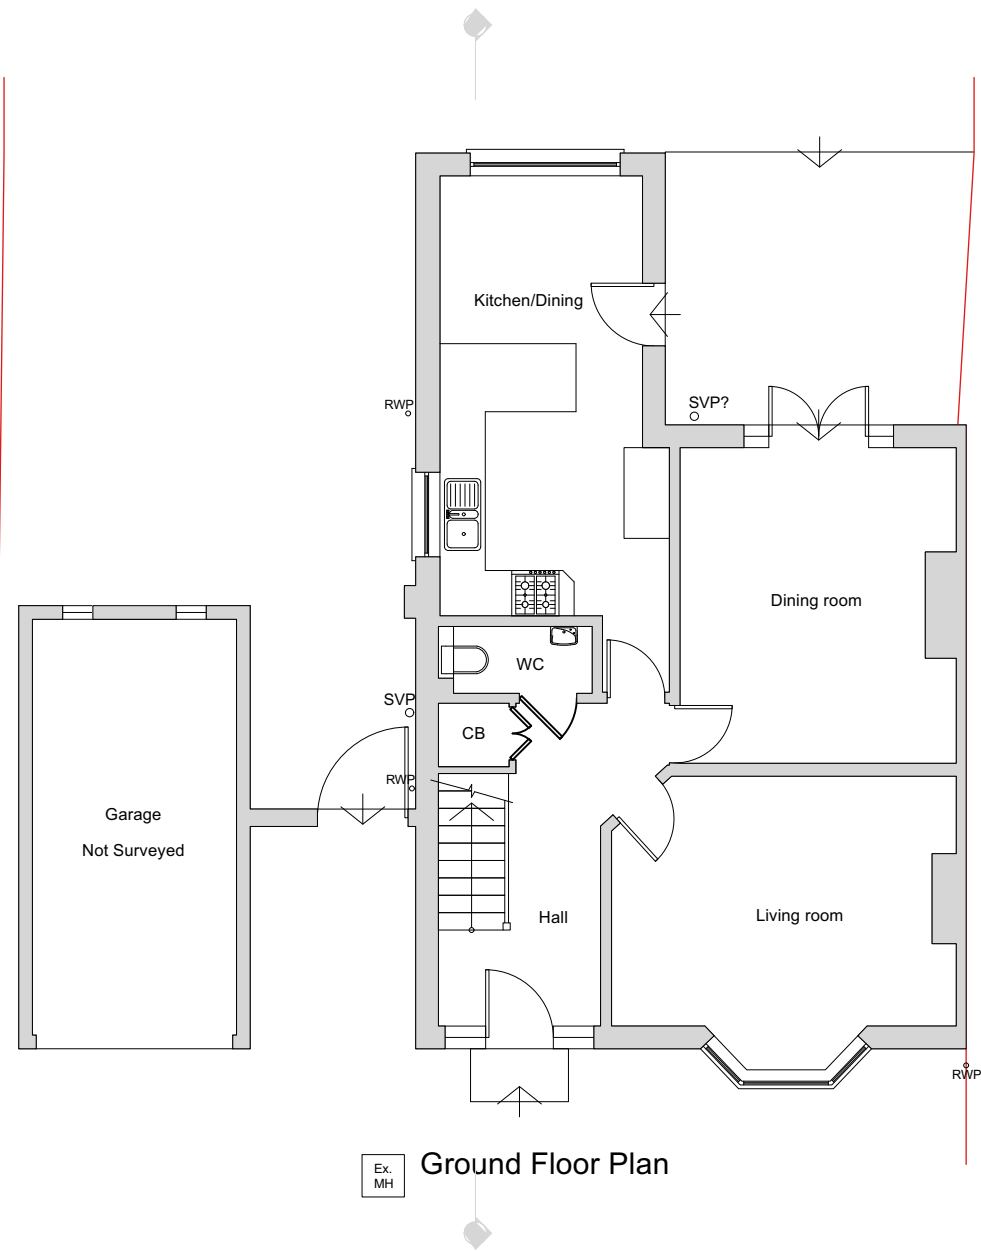 Kitchen/Dining
RWP
SVP?
Dining room
WC
SVP
CB
RWP
Garage
Not Surveyed
Living room
Hall
RWP
Ground Floor Plan
Ex.
MH